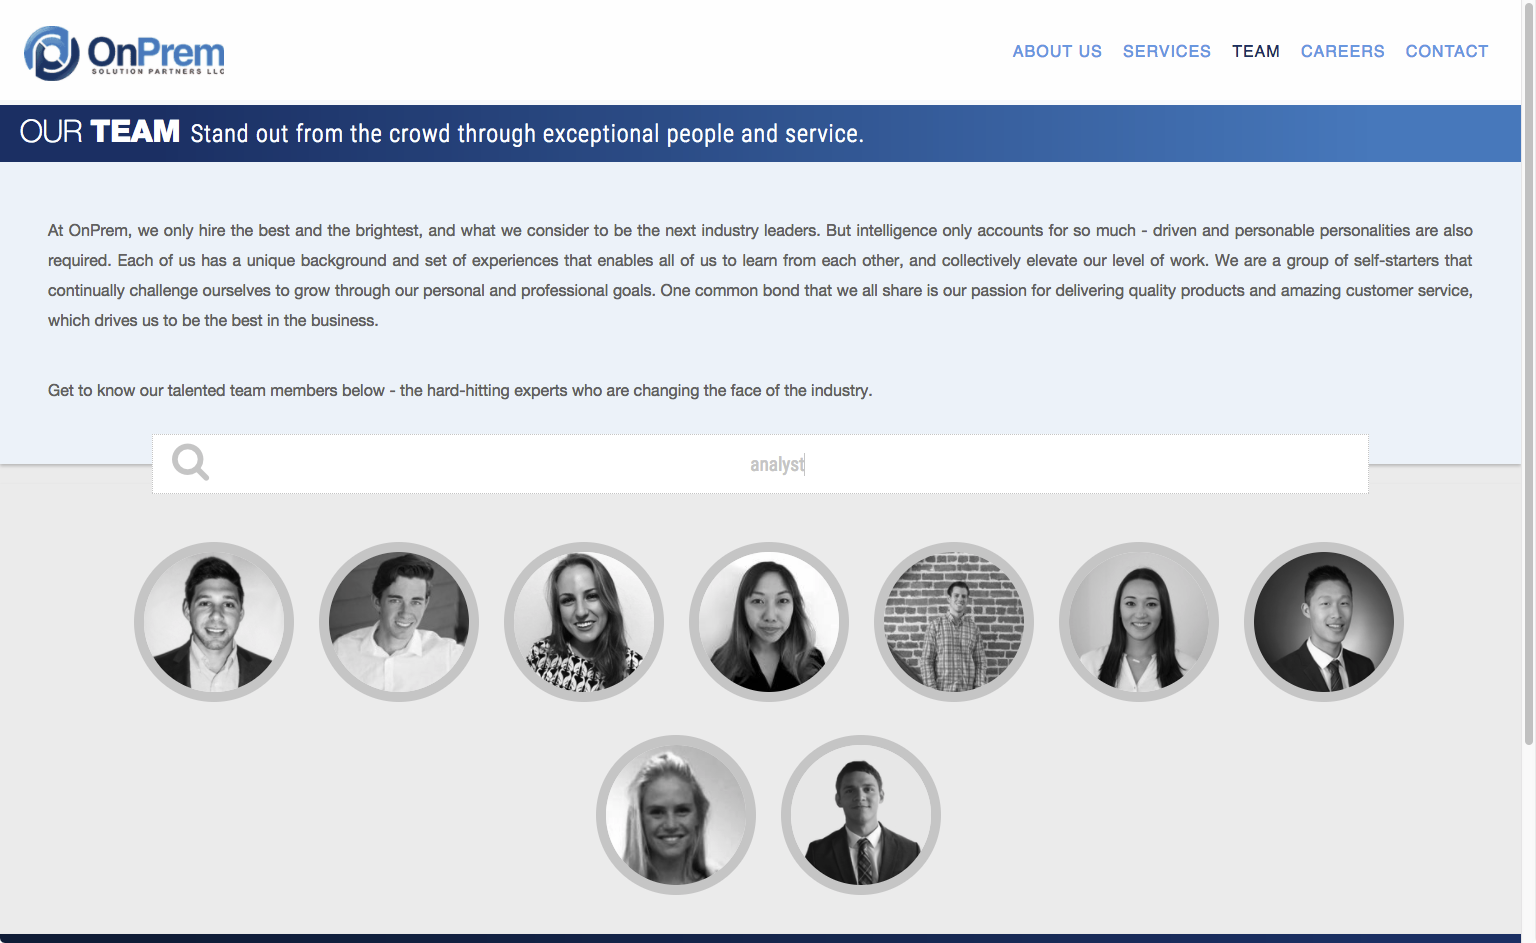 OnPrem
SOLUTION PARTNERS LLC
ABOUT US SERVICES TEAM CAREERS CONTACT
OUR TEAM Stand out from the crowd through exceptional people and service.
At OnPrem, we only hire the best and the brightest, and what we consider to be the next industry leaders. But intelligence only accounts for so much - driven and personable personalities are also
required. Each of us has a unique background and set of experiences that enables all of us to learn from each other, and collectively elevate our level of work. We are a group of self-starters that
continually challenge ourselves to grow through our personal and professional goals. One common bond that we all share is our passion for delivering quality products and amazing customer service,
which drives us to be the best in the business.
Get to know our talented team members below - the hard-hitting experts who are changing the face of the industry.
analyst